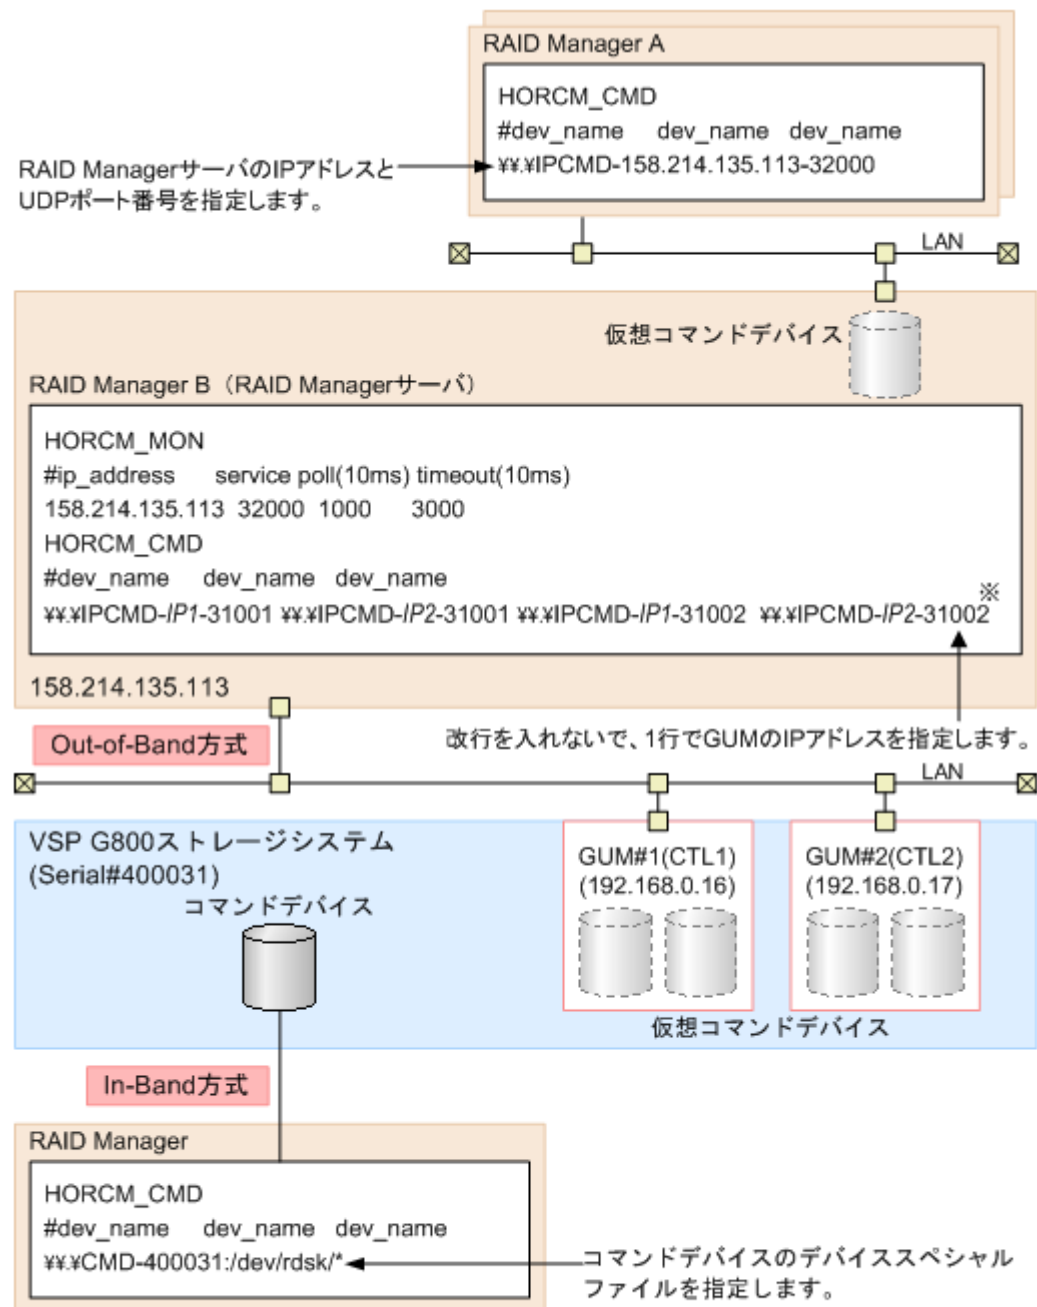 RAID Manager A
HORCM_CMD
#dev_name dev_name dev_name
¥¥.¥IPCMD-158.214.135.113-32000
RAID ManagerサーバのIPアドレスと
UDPポート番号を指定します。
LAN
仮想コマンドデバイス
RAID Manager B（RAID Managerサーバ）
HORCM_MON
#ip_address service poll(10ms) timeout(10ms)
158.214.135.113 32000 1000 3000
HORCM_CMD
#dev_name dev_name dev_name
¥¥.¥IPCMD-IP1-31001 ¥¥.¥IPCMD-IP2-31001 ¥¥.¥IPCMD-IP1-31002 ¥¥.¥IPCMD-IP2-31002※
158.214.135.113
Out-of-Band方式
改行を入れないで、1行でGUMのIPアドレスを指定します。
LAN
VSP G800ストレージシステム
(Serial#400031)
コマンドデバイス
GUM#1(CTL1)
(192.168.0.16)
GUM#2(CTL2)
(192.168.0.17)
仮想コマンドデバイス
In-Band方式
RAID Manager
HORCM_CMD
#dev_name dev_name dev_name
¥¥.¥CMD-400031:/dev/rdsk/*
コマンドデバイスのデバイススペシャル
ファイルを指定します。